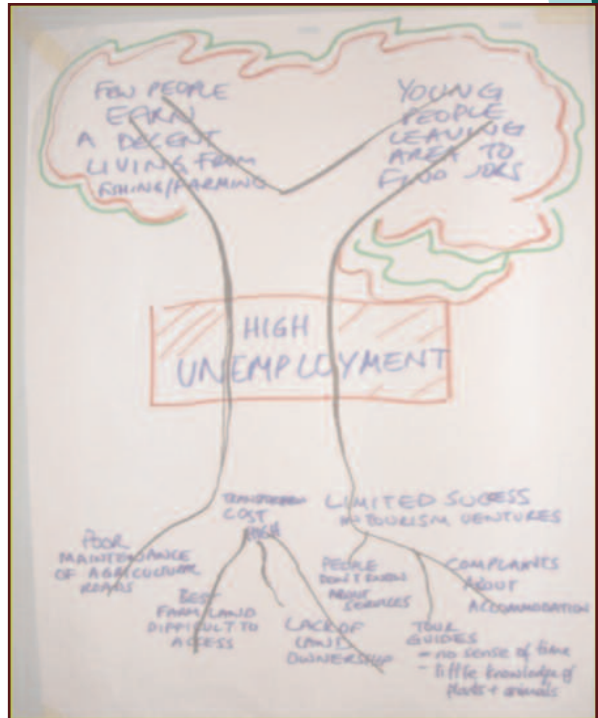 FEW PEOPLE
EARN
A DECENT
LIVING FROM
FISHING/FARMING
YOUNG
PEOPLE
LEAVING
AREA TO
FIND JOBS
HIGH
UNEMPLOYMENT
COST
HIGH
LIMITED SUCCESS
IN TOURISM VENTURES
POOR
MAINTENANCE
OF AGRICULTURAL
ROADS
BEST
FARM LAND
DIFFICULT TO
ACCESS
LACK OF
LAND
OWNERSHIP
PEOPLE
DON'T KNOW
ABOUT
SERVICES
TOUR
GUIDES
- no sense of time
- little knowledge of
plants + animals
COMPLAINTS
ABOUT
ACCOMMODATION